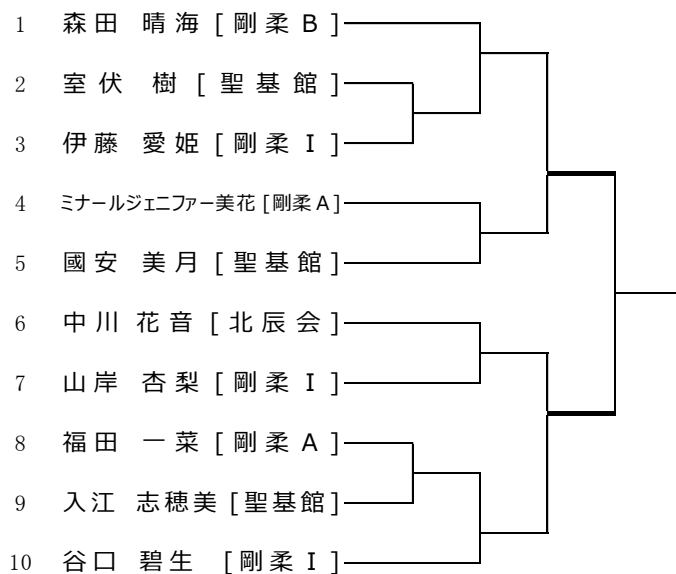 1 森田 晴海 [剛柔B]
2 室伏 樹 [聖基館]
3 伊藤 愛姫 [剛柔I]
4 ミナールジェニファー美花 [剛柔A]
5 國安 美月 [聖基館]
6 中川 花音 [北辰会]
7 山岸 杏梨 [剛柔I]
8 福田 一菜 [剛柔A]
9 入江 志穂美 [聖基館]
10 谷口 碧生 [剛柔I]